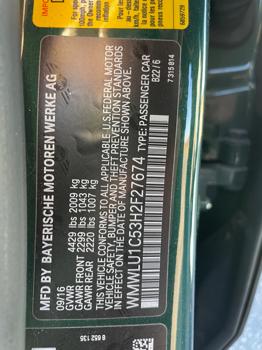 MFD BY BAYERISCHE MOTOREN WERKE AG
09/16
GVWR 4429 lbs 2009 kg
GAWR FRONT 2299 lbs 1043 kg
GAWR REAR 2220 lbs 1007 kg
THIS VEHICLE CONFORMS TO ALL APPLICABLE U.S. FEDERAL MOTOR
VEHICLE SAFETY, BUMPER AND THEFT PREVENTION STANDARDS
IN EFFECT ON THE DATE OF MANUFACTURE SHOWN ABOVE.
WMWLU1C53H2F27674 TYPE: PASSENGER CAR
B22 / 6
7 315 814
8 652 135